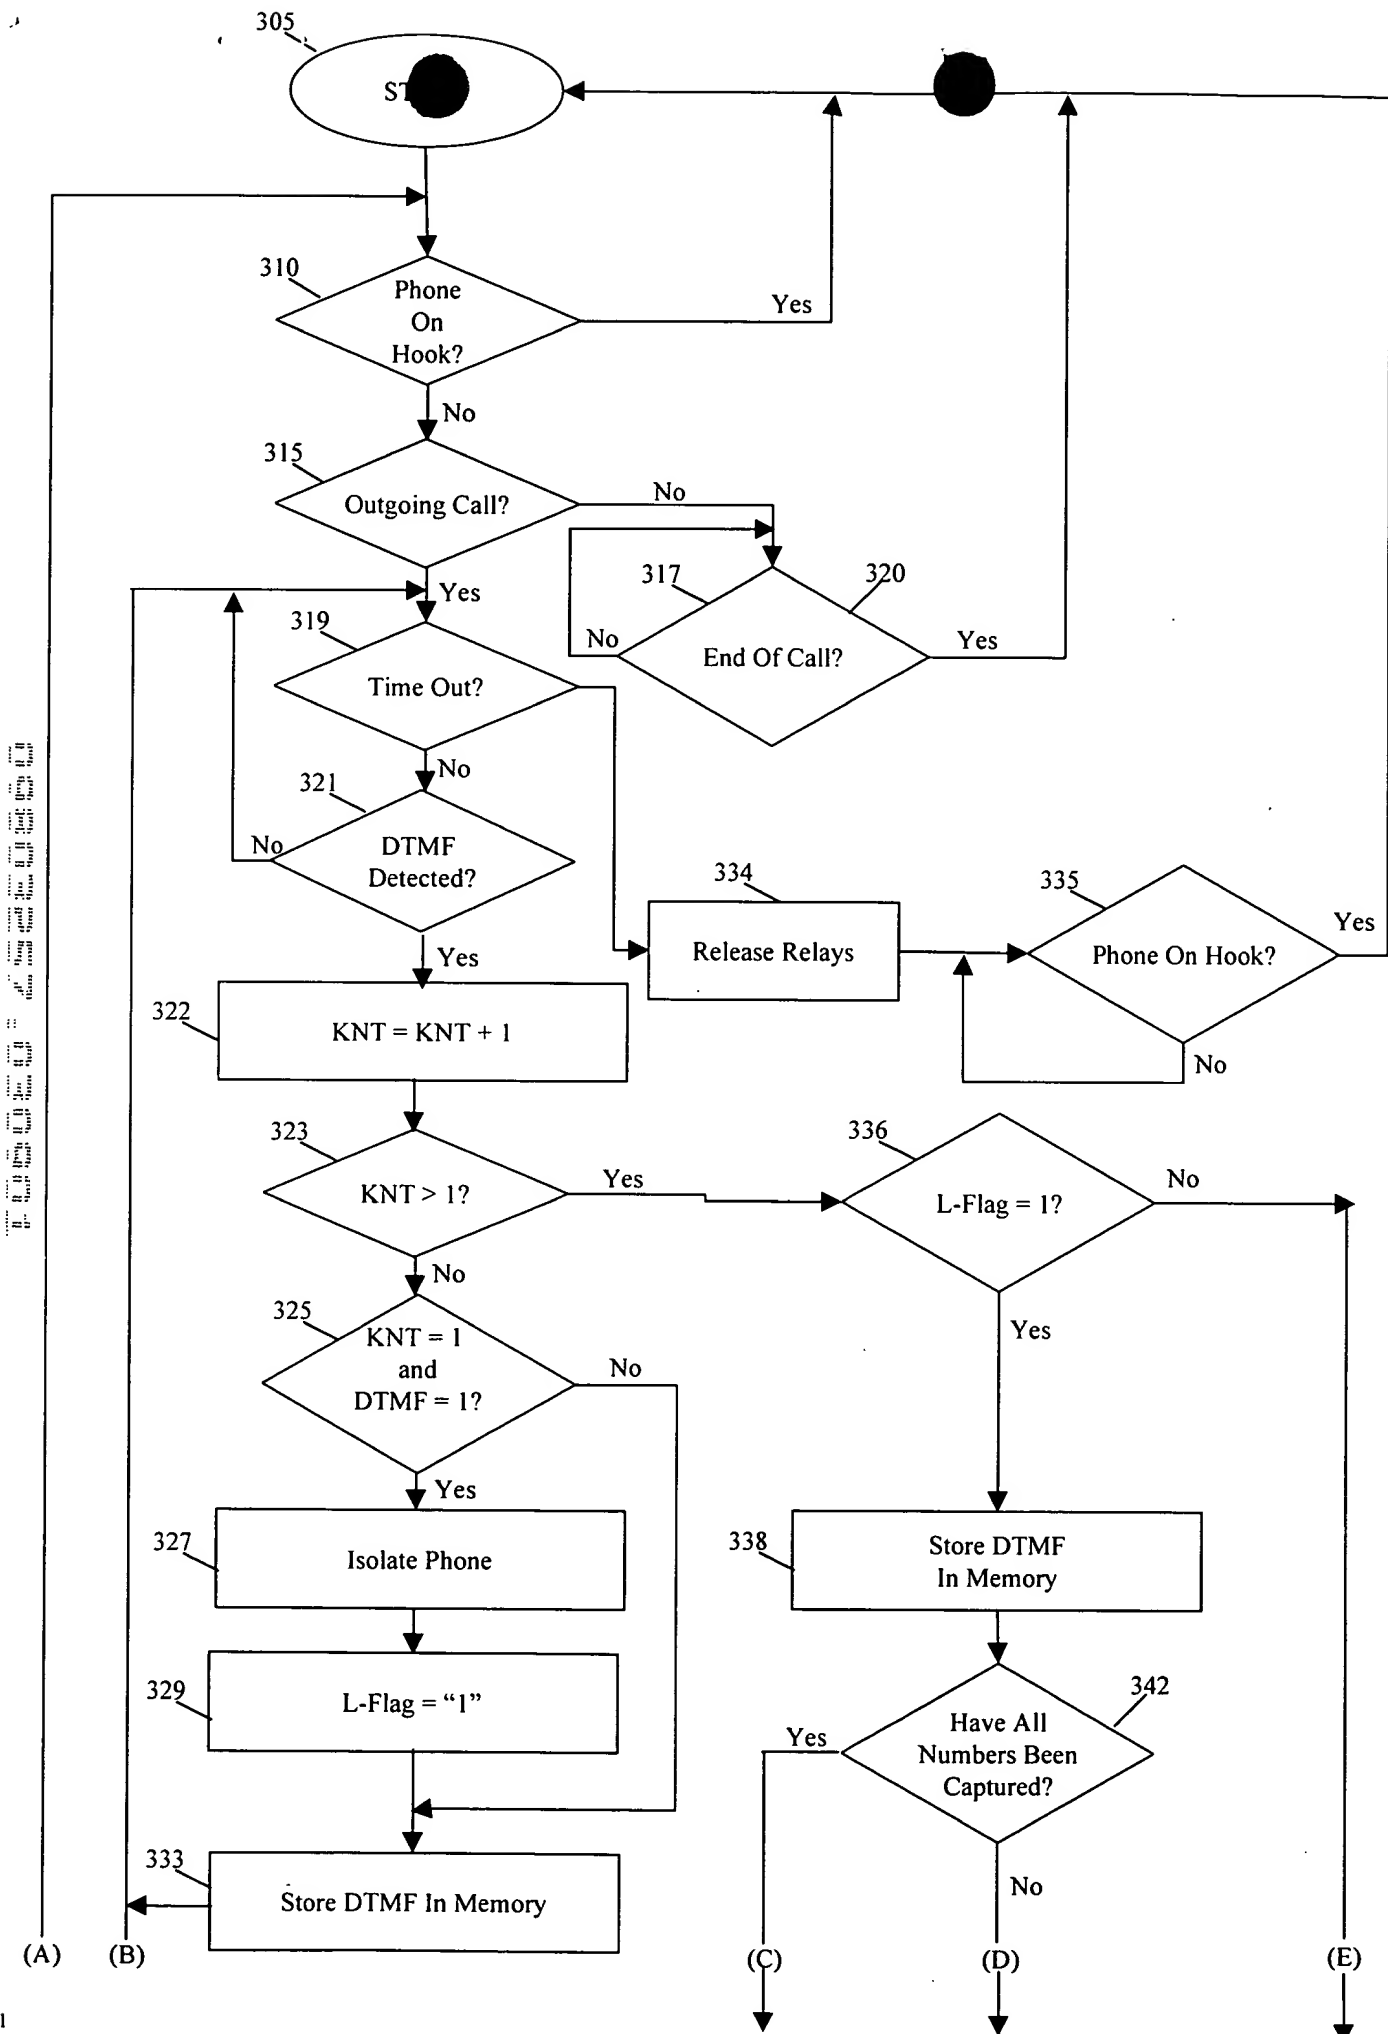 305
ST
310
Phone
On
Hook?
Yes
No
315
Outgoing Call?
No
Yes
317
320
No
End Of Call?
Yes
319
Time Out?
No
321
No
DTMF
Detected?
Yes
334
Release Relays
335
Phone On Hook?
Yes
No
322
KNT = KNT + 1
323
KNT > 1?
Yes
No
336
L-Flag = 1?
No
Yes
325
KNT = 1
and
DTMF = 1?
No
Yes
327
Isolate Phone
338
Store DTMF
In Memory
329
L-Flag = “1”
342
Yes
Have All
Numbers Been
Captured?
No
333
Store DTMF In Memory
(A)
(B)
(C)
(D)
(E)
09803257.030901
1